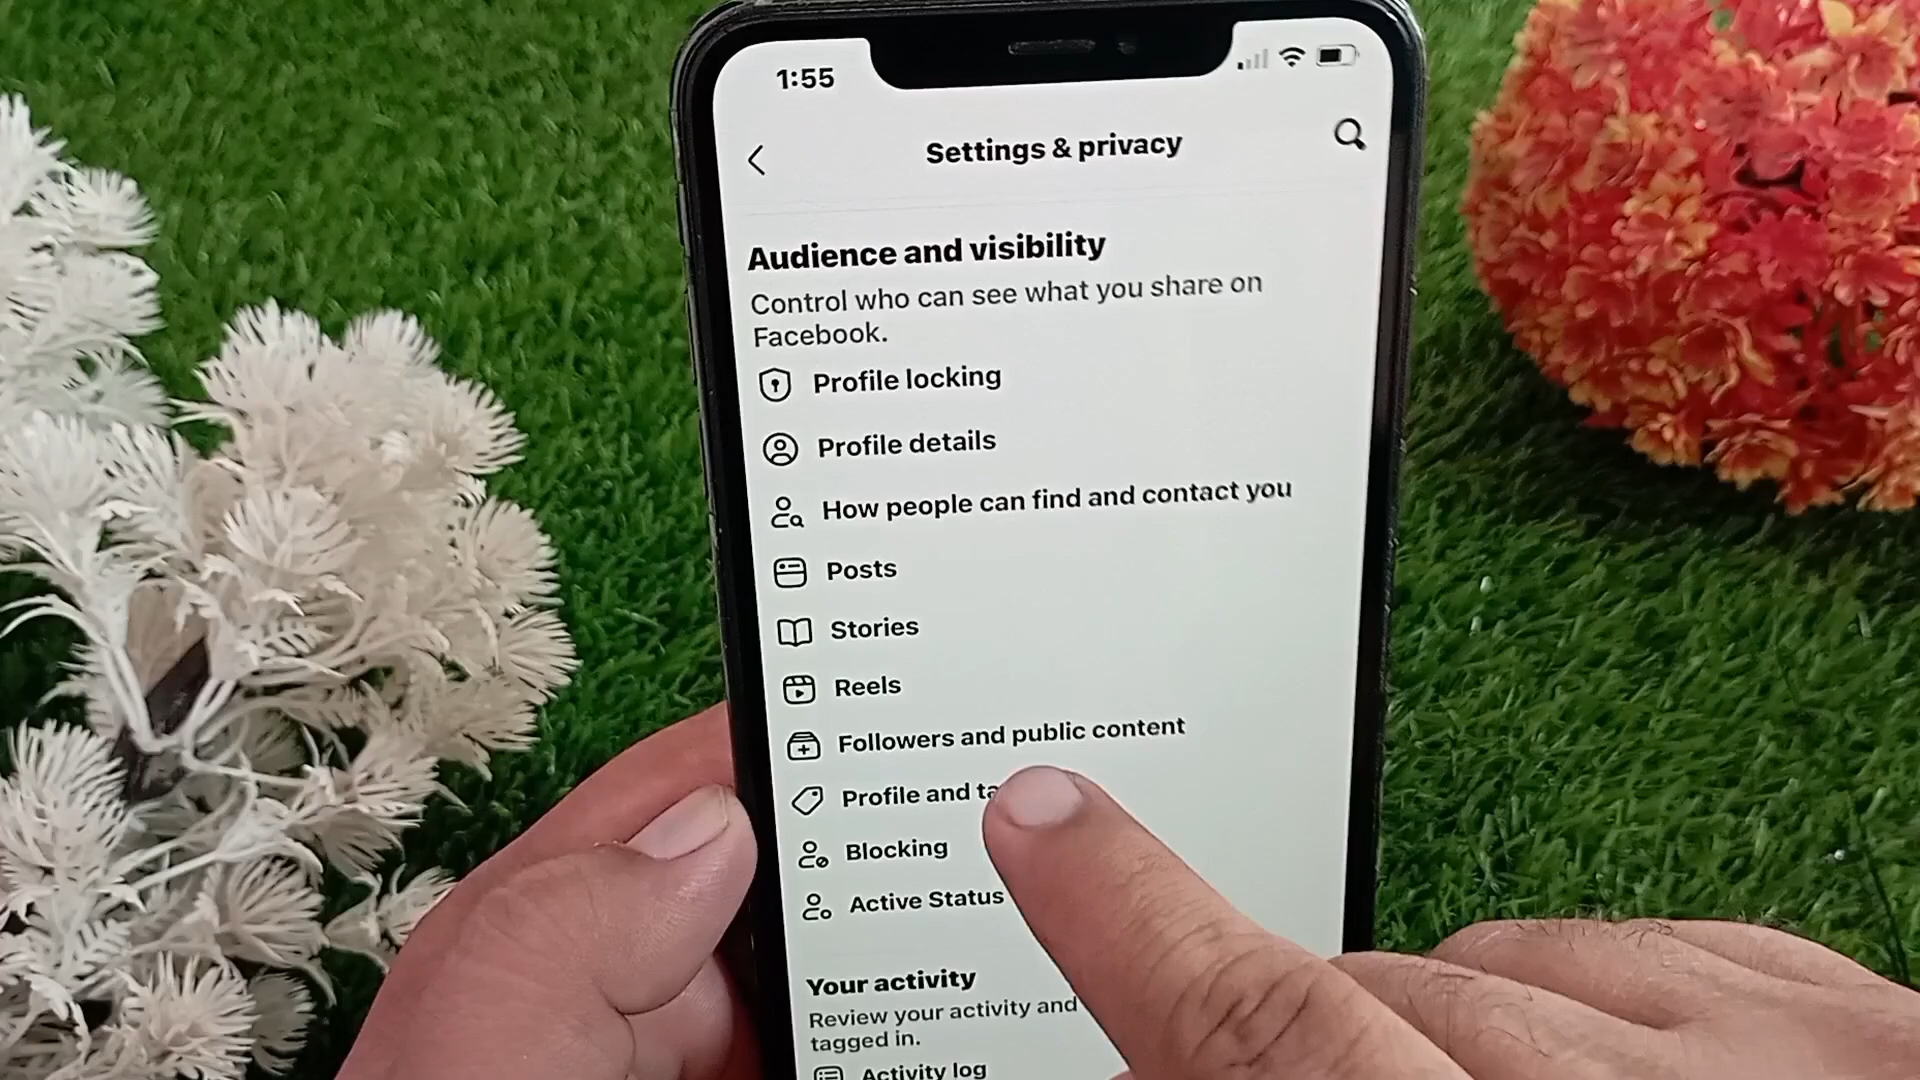 1:55
Settings & privacy
Audience and visibility
Control who can see what you share on
Facebook.
Profile locking
Profile details
How people can find and contact you
Posts
Stories
Reels
Followers and public content
Profile and
Blocking
Active Status
Your activity
Review your activity and
tagged in.
Activity log